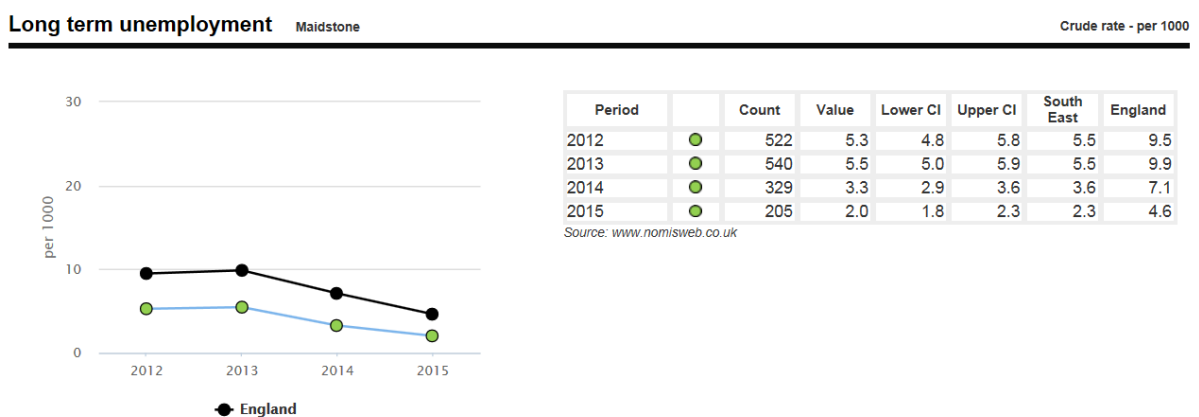 Long term unemployment Maidstone Crude rate - per 1000
30
20
10
0
per 1000
2012 2013 2014 2015
England
Period Count Value Lower CI Upper CI South East England
2012 522 5.3 4.8 5.8 5.5 9.5
2013 540 5.5 5.0 5.9 5.5 9.9
2014 329 3.3 2.9 3.6 3.6 7.1
2015 205 2.0 1.8 2.3 2.3 4.6
Source: www.nomisweb.co.uk